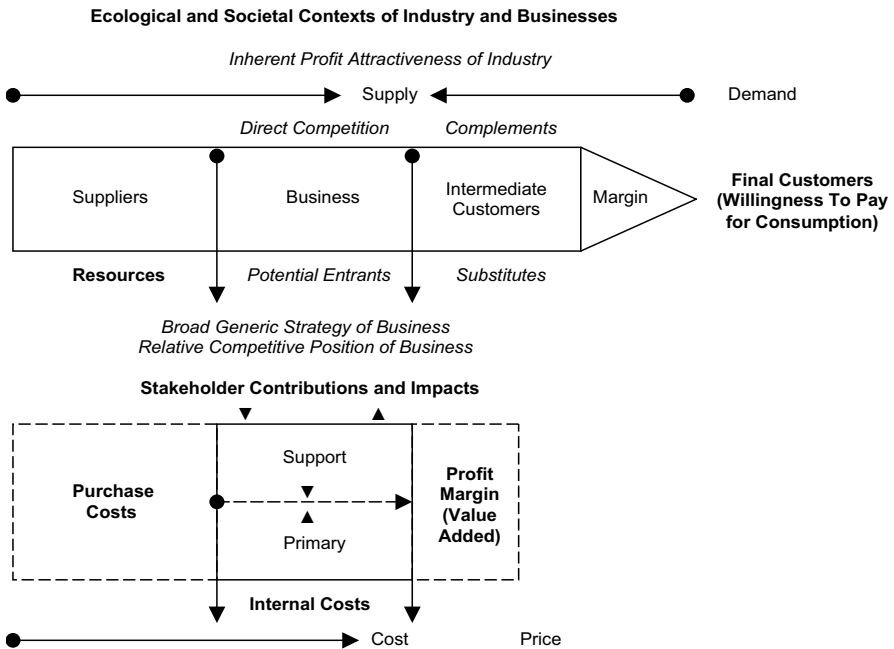 Ecological and Societal Contexts of Industry and Businesses
Inherent Profit Attractiveness of Industry
Supply
Demand
Direct Competition
Complements
Suppliers
Business
Intermediate
Customers
Margin
Final Customers
(Willingness To Pay
for Consumption)
Resources
Potential Entrants
Substitutes
Broad Generic Strategy of Business
Relative Competitive Position of Business
Stakeholder Contributions and Impacts
Purchase
Costs
Support
Primary
Profit
Margin
(Value
Added)
Internal Costs
Cost
Price